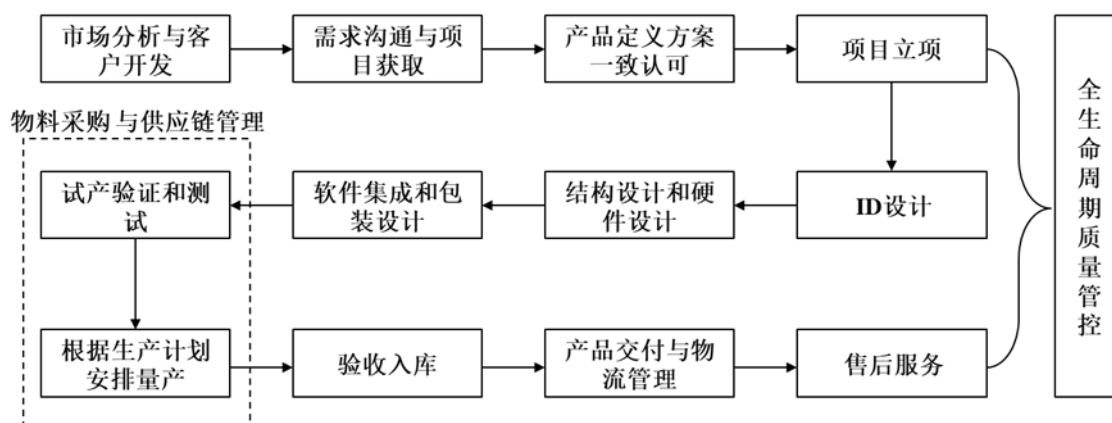 市场分析与客
户开发
需求沟通与项
目获取
产品定义方案
一致认可
项目立项
物料采购与供应链管理
试产验证和测
试
软件集成和包
装设计
结构设计和硬
件设计
ID设计
根据生产计划
安排量产
验收入库
产品交付与物
流管理
售后服务
全
生
命
周
期
质
量
管
控